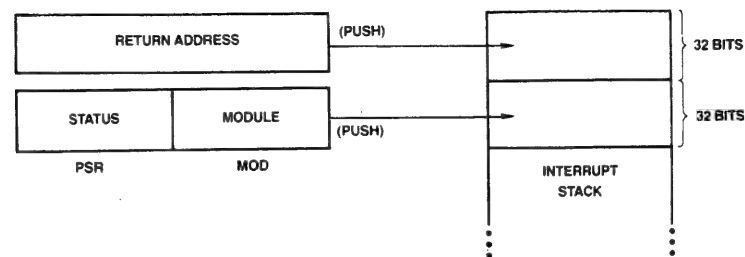 RETURN ADDRESS
(PUSH)
32 BITS
STATUS
MODULE
(PUSH)
32 BITS
PSR
MOD
INTERRUPT
STACK